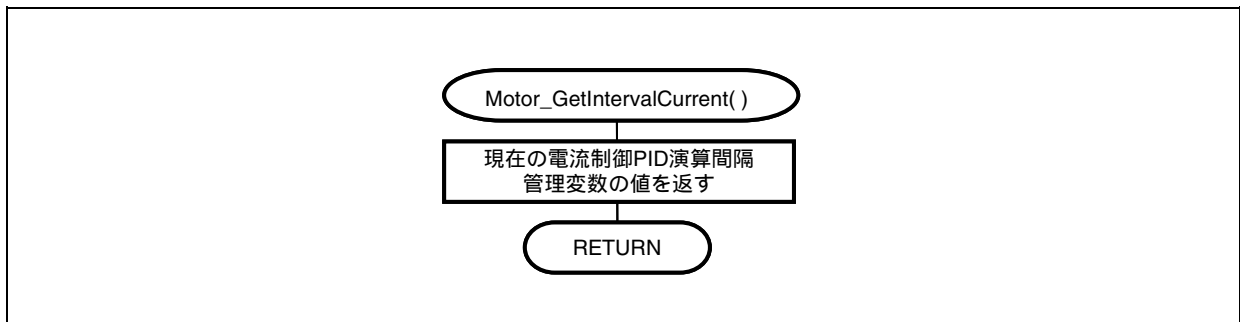 Motor_GetIntervalCurrent( )
現在の電流制御PID演算間隔
管理変数の値を返す
RETURN